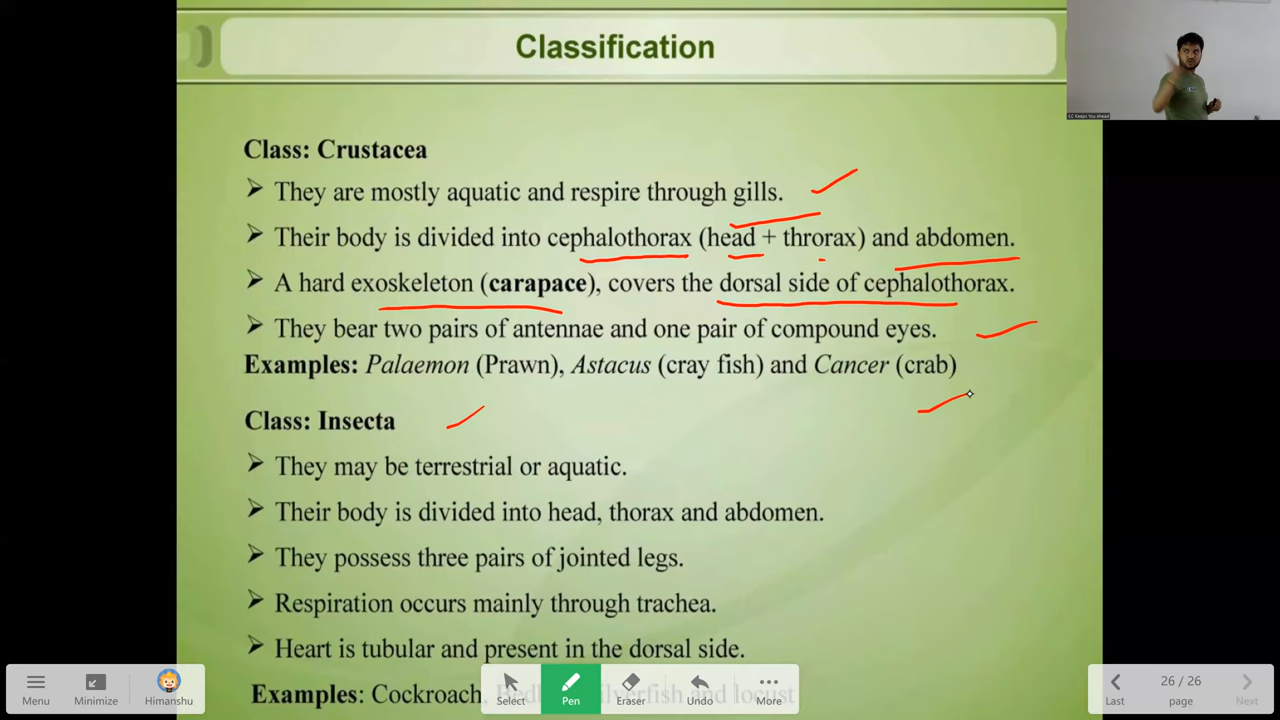 Classification
Class: Crustacea
➢ They are mostly aquatic and respire through gills.
➢ Their body is divided into cephalothorax (head + throrax) and abdomen.
➢ A hard exoskeleton (carapace), covers the dorsal side of cephalothorax.
➢ They bear two pairs of antennae and one pair of compound eyes.
Examples: Palaemon (Prawn), Astacus (cray fish) and Cancer (crab)
Class: Insecta
➢ They may be terrestrial or aquatic.
➢ Their body is divided into head, thorax and abdomen.
➢ They possess three pairs of jointed legs.
➢ Respiration occurs mainly through trachea.
➢ Heart is tubular and present in the dorsal side.
Examples: Cockroach, Silverfish and locust
LC Keeps You Ahead
Menu
Minimize
Himanshu
Select
Pen
Eraser
Undo
More
Last
26 / 26
page
Next